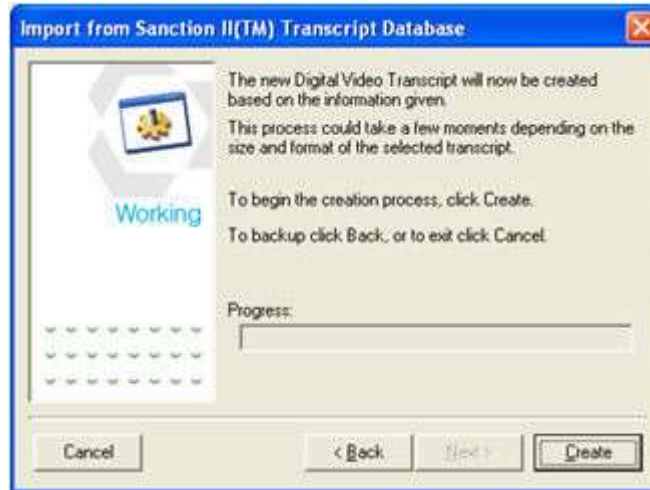 Import from Sanction II(TM) Transcript Database
The new Digital Video Transcript will now be created
based on the information given.
This process could take a few moments depending on the
size and format of the selected transcript.
Working
To begin the creation process, click Create.
To backup click Back, or to exit click Cancel.
Progress:
Cancel
< Back
Next >
Create